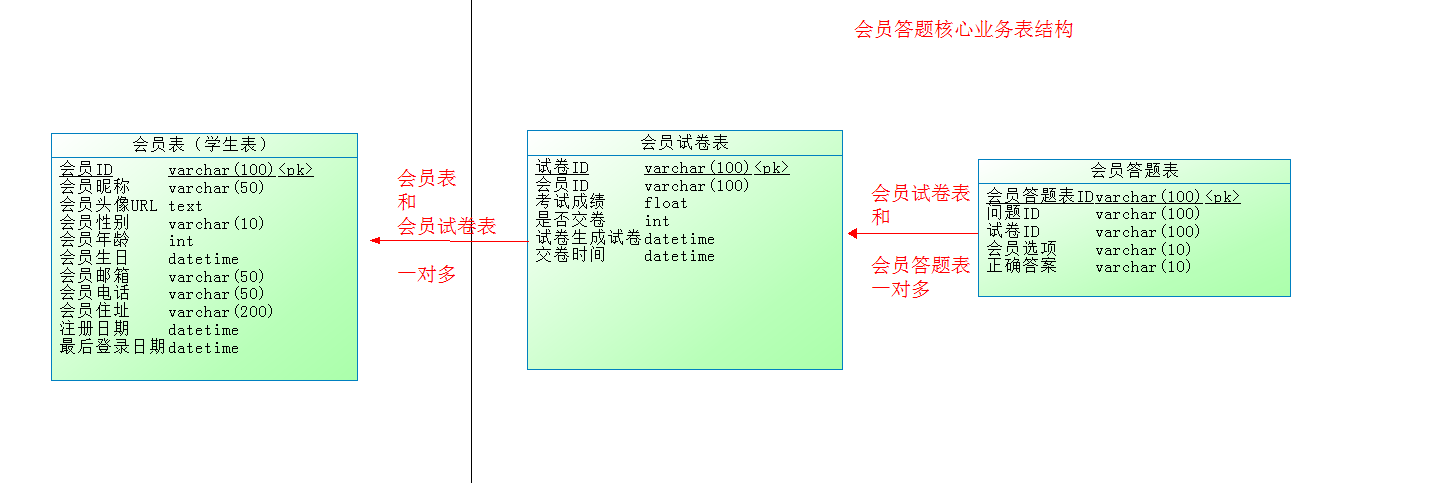 会员答题核心业务表结构
会员表（学生表）
会员ID varchar(100) <pk>
会员昵称 varchar(50)
会员头像URL text
会员性别 varchar(10)
会员年龄 int
会员生日 datetime
会员邮箱 varchar(50)
会员电话 varchar(50)
会员住址 varchar(200)
注册日期 datetime
最后登录日期 datetime
会员表
和
会员试卷表
一对多
会员试卷表
试卷ID varchar(100) <pk>
会员ID varchar(100)
考试成绩 float
是否交卷 int
试卷生成试卷 datetime
交卷时间 datetime
会员试卷表
和
会员答题表
一对多
会员答题表
会员答题表ID varchar(100) <pk>
问题ID varchar(100)
试卷ID varchar(100)
会员选项 varchar(10)
正确答案 varchar(10)